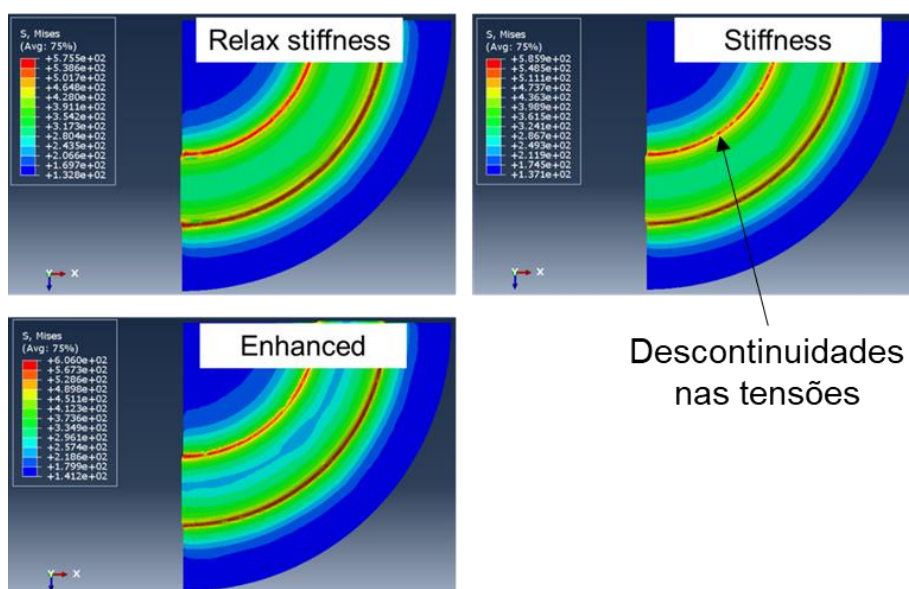 S, Mises
(Avg: 75%)
+5.755e+02
+5.386e+02
+5.017e+02
+4.648e+02
+4.280e+02
+3.911e+02
+3.542e+02
+3.173e+02
+2.804e+02
+2.435e+02
+2.066e+02
+1.697e+02
+1.328e+02
Relax stiffness
Y X
S, Mises
(Avg: 75%)
+5.859e+02
+5.485e+02
+5.111e+02
+4.737e+02
+4.363e+02
+3.989e+02
+3.615e+02
+3.241e+02
+2.867e+02
+2.493e+02
+2.119e+02
+1.745e+02
+1.371e+02
Stiffness
Y X
Descontinuidades
nas tensões
S, Mises
(Avg: 75%)
+6.060e+02
+5.673e+02
+5.286e+02
+4.898e+02
+4.511e+02
+4.123e+02
+3.736e+02
+3.349e+02
+2.961e+02
+2.574e+02
+2.186e+02
+1.799e+02
+1.412e+02
Enhanced
Y X